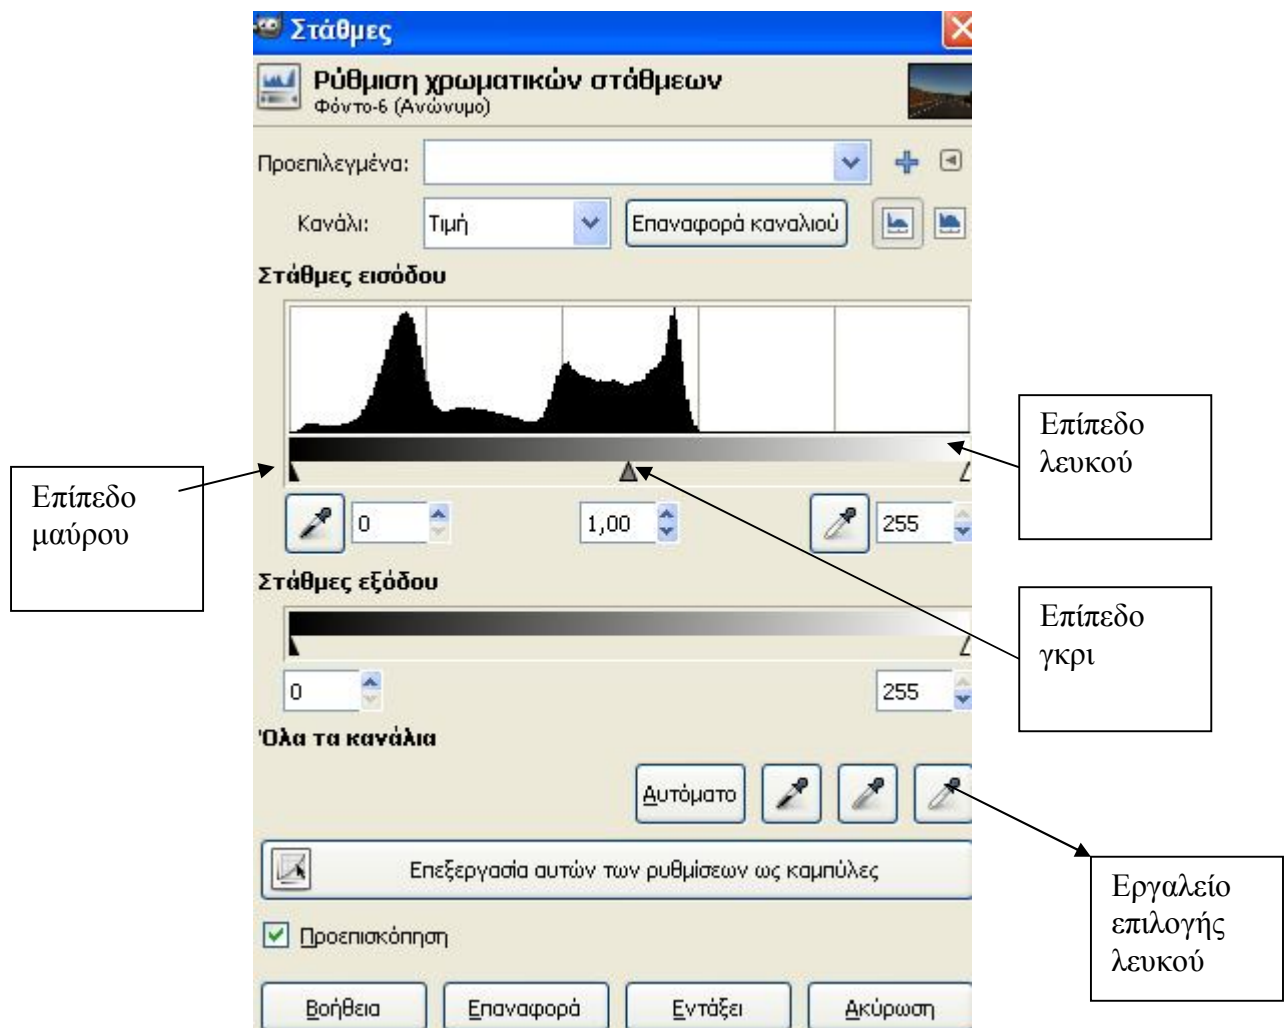 Στάθμες
Ρύθμιση χρωματικών στάθμεων
Φόντο-6 (Ανώνυμο)
Προεπιλεγμένα:
Κανάλι:
Τιμή
Επαναφορά καναλιού
Στάθμες εισόδου
Επίπεδο
λευκού
Επίπεδο
μαύρου
0
1,00
255
Στάθμες εξόδου
Επίπεδο
γκρι
0
255
Όλα τα κανάλια
Αυτόματο
Επεξεργασία αυτών των ρυθμίσεων ως καμπύλες
Εργαλείο
επιλογής
λευκού
Προεπισκόπηση
Βοήθεια
Επαναφορά
Εντάξει
Ακύρωση